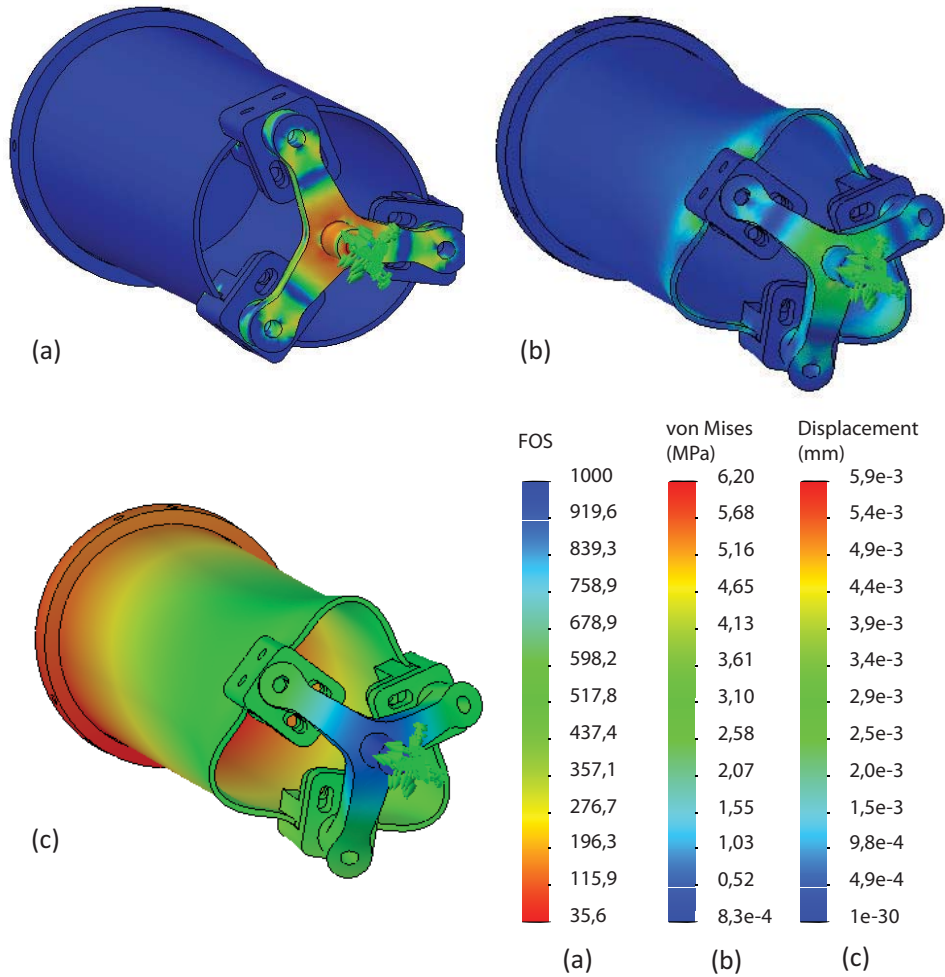 (a)
(b)
(c)
FOS
1000
919,6
839,3
758,9
678,9
598,2
517,8
437,4
357,1
276,7
196,3
115,9
35,6
(a)
von Mises
(MPa)
6,20
5,68
5,16
4,65
4,13
3,61
3,10
2,58
2,07
1,55
1,03
0,52
8,3e-4
(b)
Displacement
(mm)
5,9e-3
5,4e-3
4,9e-3
4,4e-3
3,9e-3
3,4e-3
2,9e-3
2,5e-3
2,0e-3
1,5e-3
9,8e-4
4,9e-4
1e-30
(c)